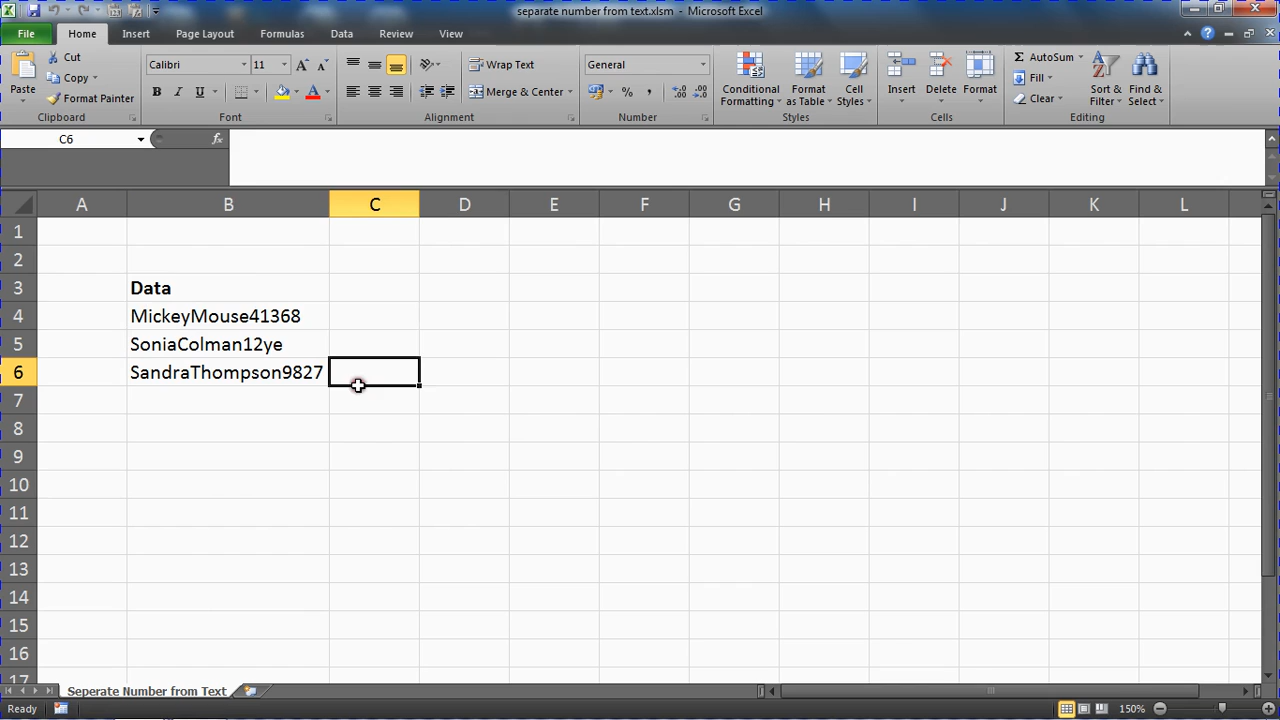 separate number from text.xlsm - Microsoft Excel
File Home Insert Page Layout Formulas Data Review View
Paste
Cut
Copy
Format Painter
Clipboard
Calibri 11
B I U
Font
Wrap Text
Merge & Center
Alignment
General
% ,
Number
Conditional Formatting
Format as Table
Cell Styles
Styles
Insert Delete Format
Cells
AutoSum
Fill
Clear
Sort & Filter
Find & Select
Editing
C6 fx
A B C D E F G H I J K L
1
2
3 Data
4 MickeyMouse41368
5 SoniaColman12ye
6 SandraThompson9827
7
8
9
10
11
12
13
14
15
16
17
Seperate Number from Text
Ready 150%